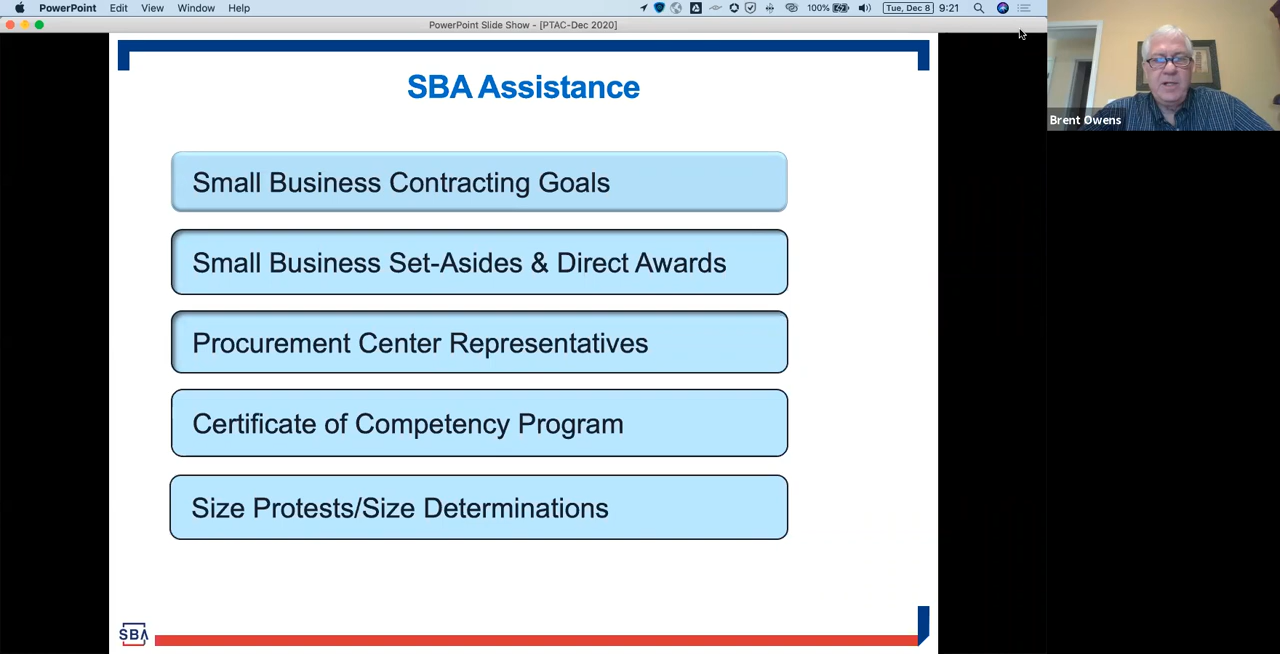 PowerPoint Edit View Window Help 100% Tue, Dec 8 9:21
PowerPoint Slide Show - [PTAC-Dec 2020]
SBA Assistance
Brent Owens
Small Business Contracting Goals
Small Business Set-Asides & Direct Awards
Procurement Center Representatives
Certificate of Competency Program
Size Protests/Size Determinations
SBA